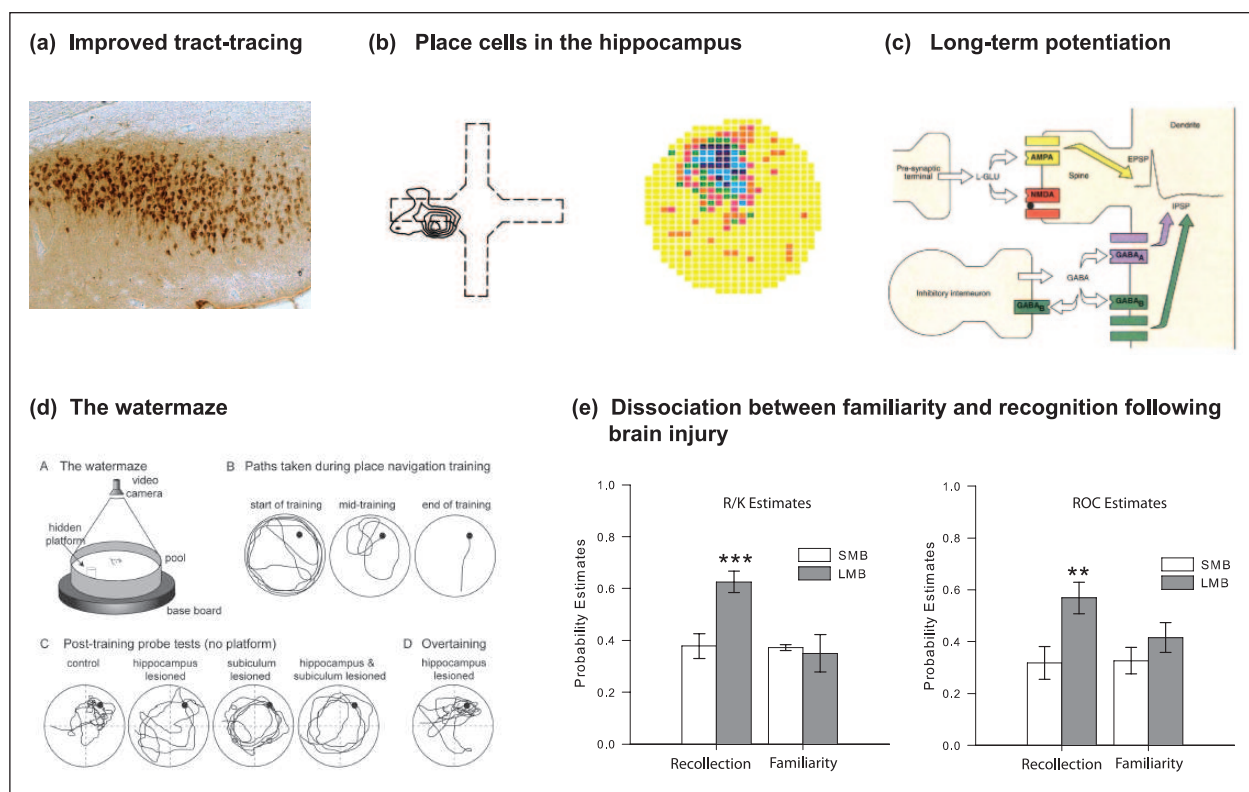 (a) Improved tract-tracing
(b) Place cells in the hippocampus
(c) Long-term potentiation
Dendrite
Pre-synaptic
terminal
L-GLU
AMPA
NMDA
Spine
EPSP
IPSP
GABA
GABAA
GABAB
Inhibitory interneuron
GABAB
(d) The watermaze
A The watermaze
video
camera
hidden
platform
pool
base board
B Paths taken during place navigation training
start of training
mid-training
end of training
C Post-training probe tests (no platform)
control
hippocampus
lesioned
subiculum
lesioned
hippocampus &
subiculum lesioned
D Overtaining
hippocampus
lesioned
(e) Dissociation between familiarity and recognition following
brain injury
R/K Estimates
Probability Estimates
1.0
0.8
0.6
0.4
0.2
0.0
***
SMB
LMB
Recollection
Familiarity
ROC Estimates
Probability Estimates
1.0
0.8
0.6
0.4
0.2
0.0
**
SMB
LMB
Recollection
Familiarity